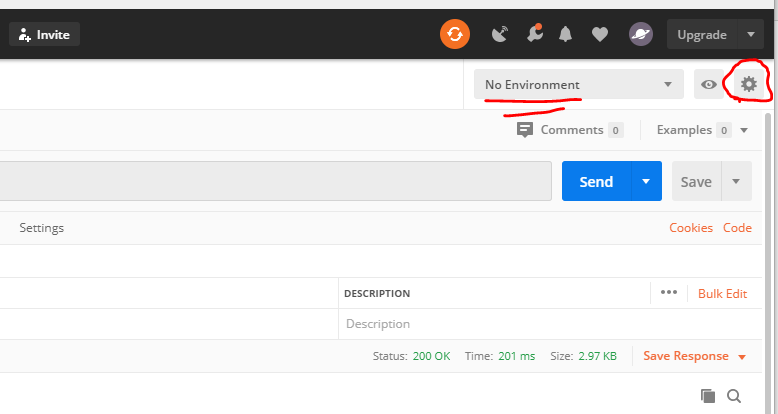 Invite Upgrade
No Environment
Comments 0 Examples 0
Send Save
Settings Cookies Code
DESCRIPTION Bulk Edit
Description
Status: 200 OK Time: 201 ms Size: 2.97 KB Save Response